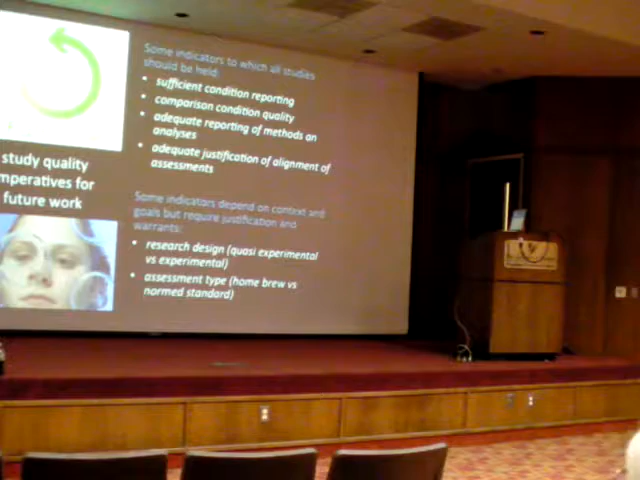 study quality
mperatives for
future work
Some indicators to which all studies
should be held:
• sufficient condition reporting
• comparison condition quality
• adequate reporting of methods an
analyses
• adequate justification of alignment of
assessments
Some indicators depend on context and
goals but require justification and
warrants:
• research design (quasi experimental
vs experimental)
• assessment type (home brew vs
normed standard)